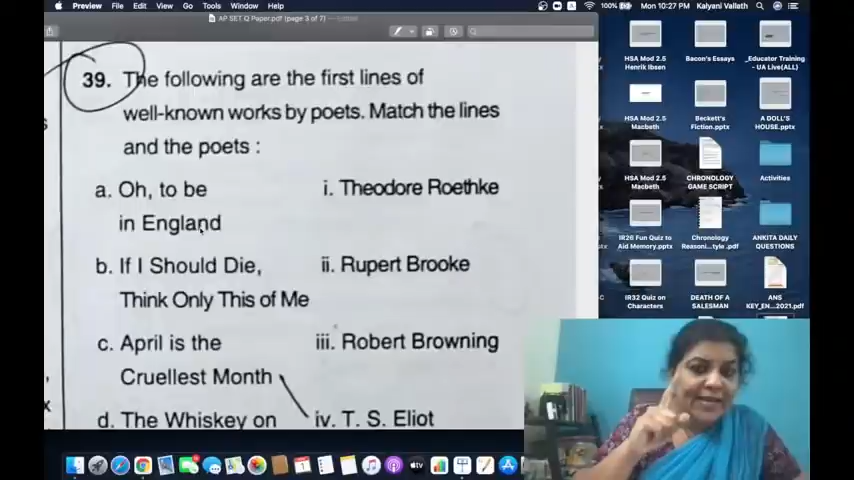 Preview File Edit View Go Tools Window Help
100% Mon 10:27 PM Kalyani Vallath
AP SET Q Paper.pdf (page 3 of 7) — Edited
39. The following are the first lines of
well-known works by poets. Match the lines
and the poets :
a. Oh, to be
in England
i. Theodore Roethke
b. If I Should Die,
Think Only This of Me
ii. Rupert Brooke
c. April is the
Cruellest Month
iii. Robert Browning
d. The Whiskey on
iv. T. S. Eliot
HSA Mod 2.5
Henrik Ibsen
Bacon's Essays
_Educator Training
- UA Live(ALL)
HSA Mod 2.5
Macbeth
Beckett's
Fiction.pptx
A DOLL'S
HOUSE.pptx
HSA Mod 2.5
Macbeth
CHRONOLOGY
GAME SCRIPT
Activities
IR26 Fun Quiz to
Aid Memory.pptx
Chronology
Reasoni...tyle .pdf
ANKITA DAILY
QUESTIONS
IR32 Quiz on
Characters
DEATH OF A
SALESMAN
ANS
KEY_EN...2021.pdf
tv